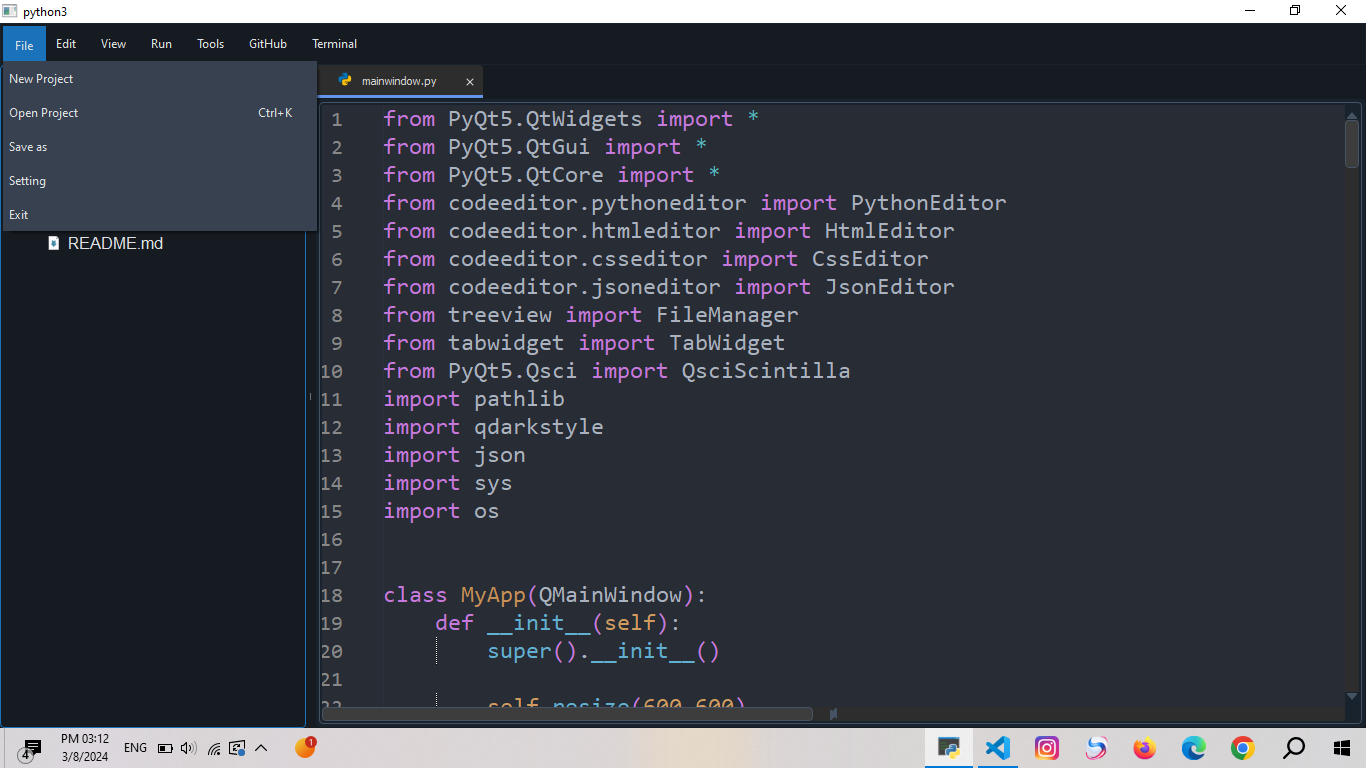 python3
File Edit View Run Tools GitHub Terminal
New Project
Open Project Ctrl+K
Save as
Setting
Exit
README.md
mainwindow.py
1 from PyQt5.QtWidgets import *
2 from PyQt5.QtGui import *
3 from PyQt5.QtCore import *
4 from codeeditor.pythoneditor import PythonEditor
5 from codeeditor.htmleditor import HtmlEditor
6 from codeeditor.csseditor import CssEditor
7 from codeeditor.jsoneditor import JsonEditor
8 from treeview import FileManager
9 from tabwidget import TabWidget
10 from PyQt5.Qsci import QsciScintilla
11 import pathlib
12 import qdarkstyle
13 import json
14 import sys
15 import os
16
17
18 class MyApp(QMainWindow):
19 def __init__(self):
20 super().__init__()
21
22 self.resize(600,600)
4 PM 03:12 ENG 1
3/8/2024